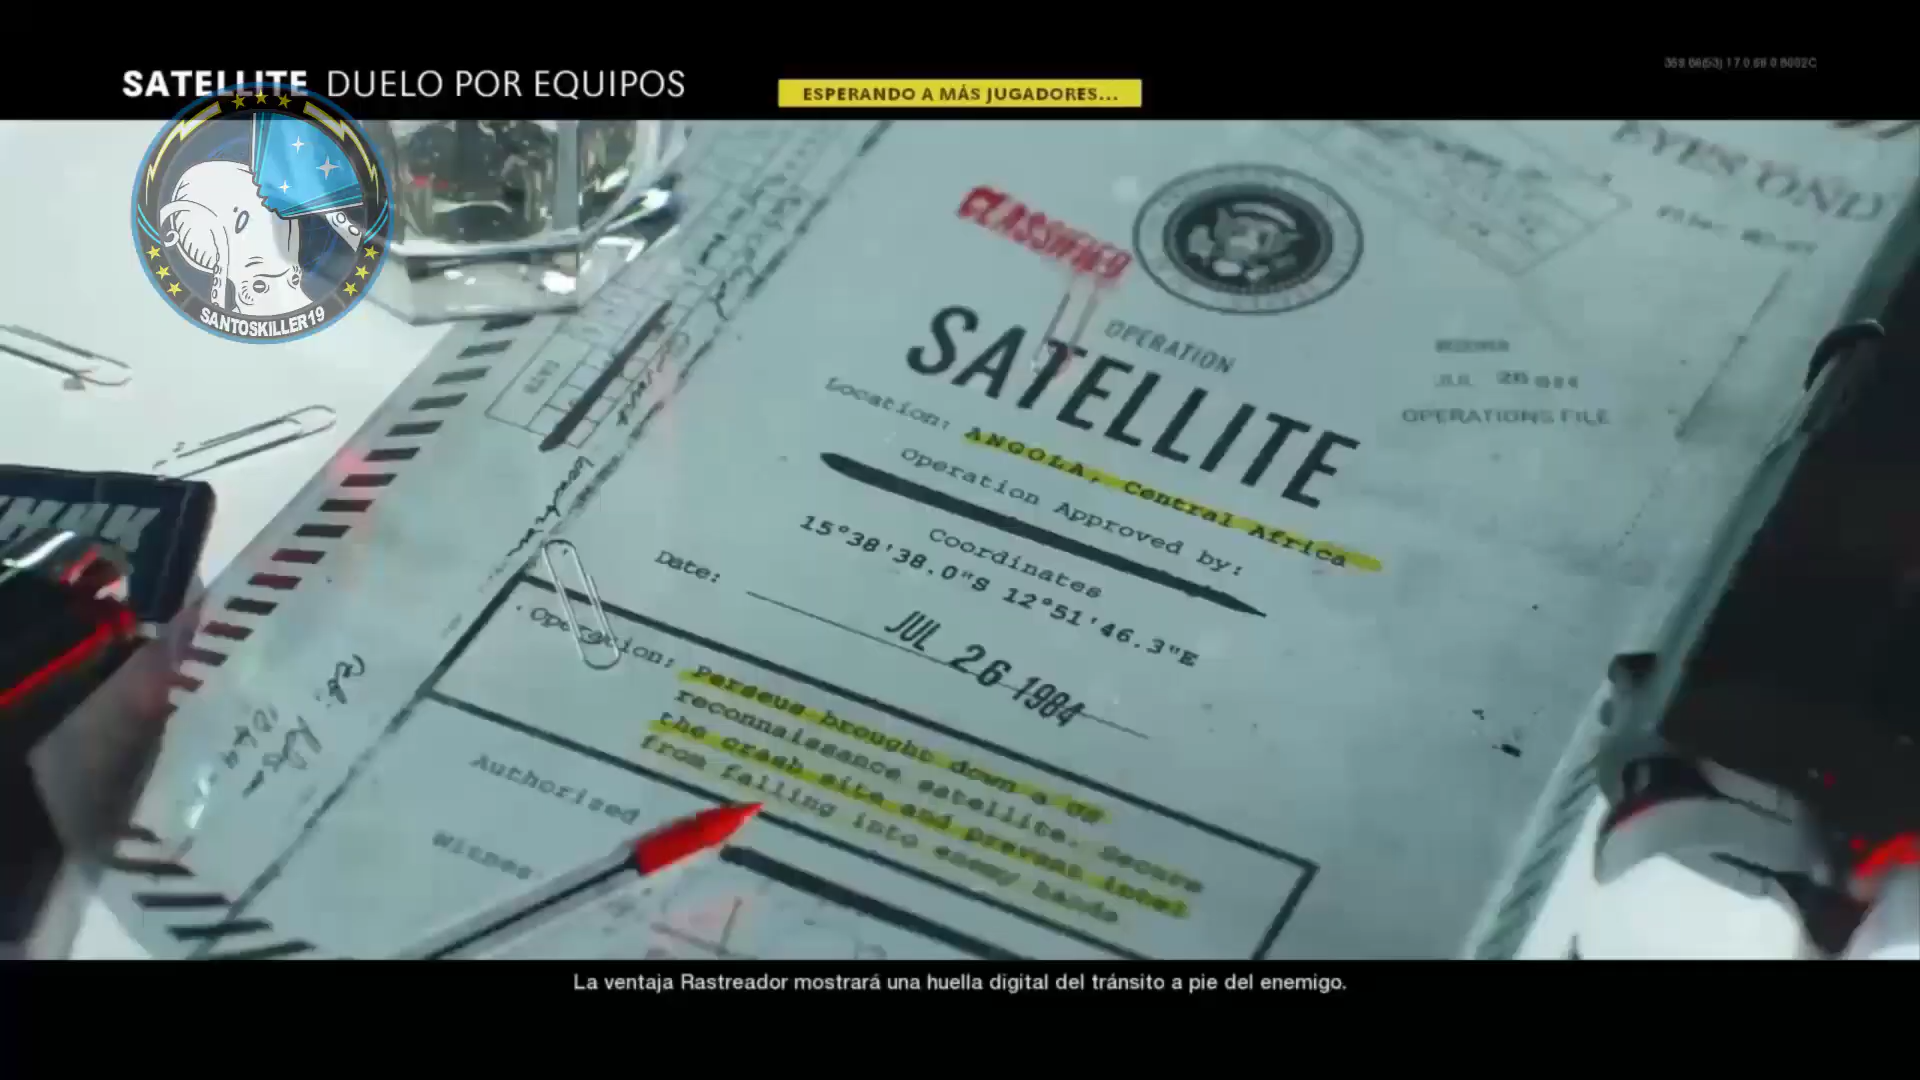 SATELLITE DUELO POR EQUIPOS
ESPERANDO A MÁS JUGADORES...
SANTOSKILLER19
CLASSIFIED
OPERATION
SATELLITE
Location: ANGOLA, Central Africa
Operation Approved by:
Coordinates
15°38'38.0"S 12°51'46.3"E
Date:
JUL 26 1984
Operation: Perseus brought down a US
reconnaissance satellite. Secure
the crash site and prevent intel
from falling into enemy hands
Authorised
Witness:
OPERATIONS FILE
DATE
La ventaja Rastreador mostrará una huella digital del tránsito a pie del enemigo.